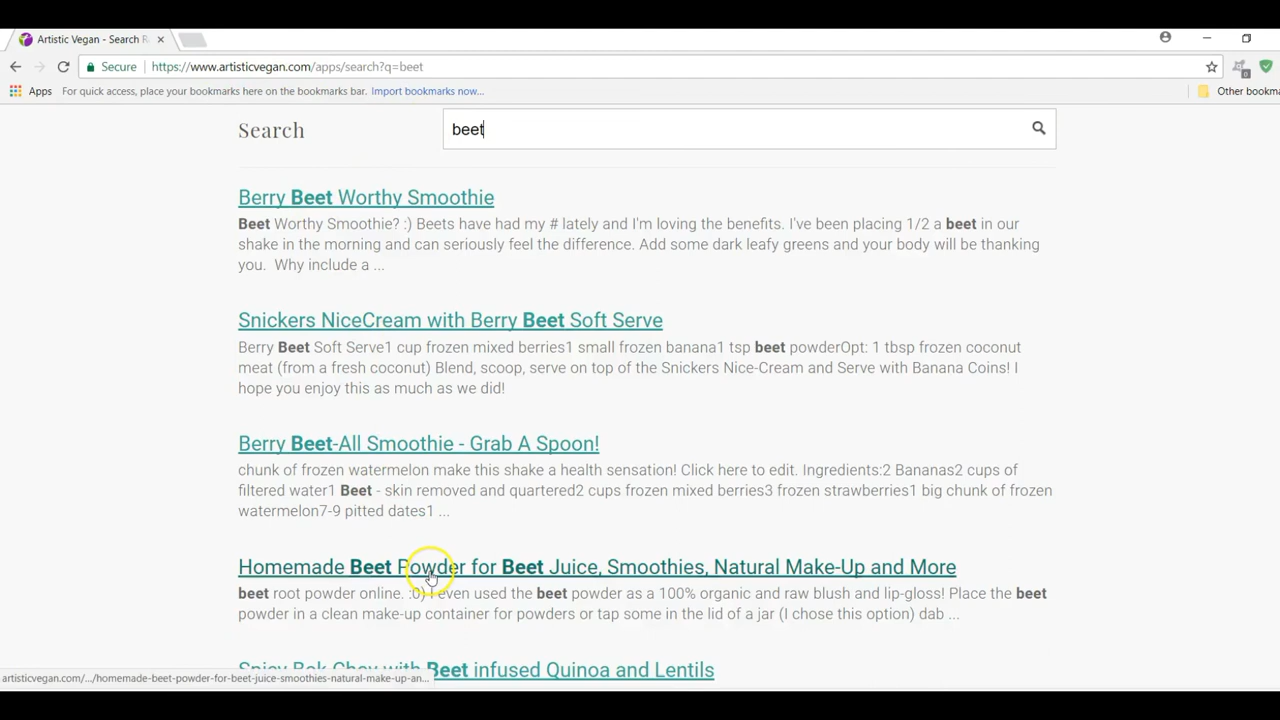 Artistic Vegan - Search R
Secure https://www.artisticvegan.com/apps/search?q=beet
0
Apps For quick access, place your bookmarks here on the bookmarks bar. Import bookmarks now... Other bookma
Search beet
Berry Beet Worthy Smoothie
Beet Worthy Smoothie? :) Beets have had my # lately and I'm loving the benefits. I've been placing 1/2 a beet in our
shake in the morning and can seriously feel the difference. Add some dark leafy greens and your body will be thanking
you. Why include a ...
Snickers NiceCream with Berry Beet Soft Serve
Berry Beet Soft Serve1 cup frozen mixed berries1 small frozen banana1 tsp beet powderOpt: 1 tbsp frozen coconut
meat (from a fresh coconut) Blend, scoop, serve on top of the Snickers Nice-Cream and Serve with Banana Coins! I
hope you enjoy this as much as we did!
Berry Beet-All Smoothie - Grab A Spoon!
chunk of frozen watermelon make this shake a health sensation! Click here to edit. Ingredients:2 Bananas2 cups of
filtered water1 Beet - skin removed and quartered2 cups frozen mixed berries3 frozen strawberries1 big chunk of frozen
watermelon7-9 pitted dates1 ...
Homemade Beet Powder for Beet Juice, Smoothies, Natural Make-Up and More
beet root powder online. :0) I even used the beet powder as a 100% organic and raw blush and lip-gloss! Place the beet
powder in a clean make-up container for powders or tap some in the lid of a jar (I chose this option) dab ...
Spicy Bok Choy with Beet infused Quinoa and Lentils
artisticvegan.com/.../homemade-beet-powder-for-beet-juice-smoothies-natural-make-up-an...